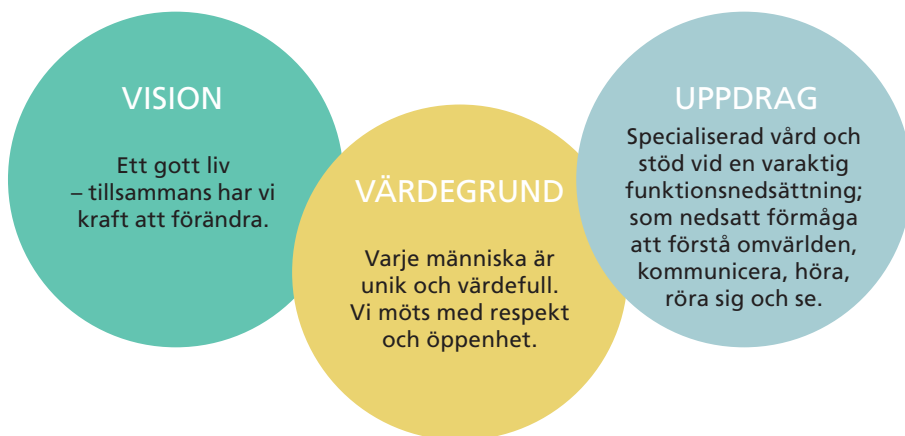 VISION
Ett gott liv
– tillsammans har vi
kraft att förändra.
VÄRDEGRUND
Varje människa är
unik och värdefull.
Vi möts med respekt
och öppenhet.
UPPDRAG
Specialiserad vård och
stöd vid en varaktig
funktionsnedsättning;
som nedsatt förmåga
att förstå omvärlden,
kommunicera, höra,
röra sig och se.